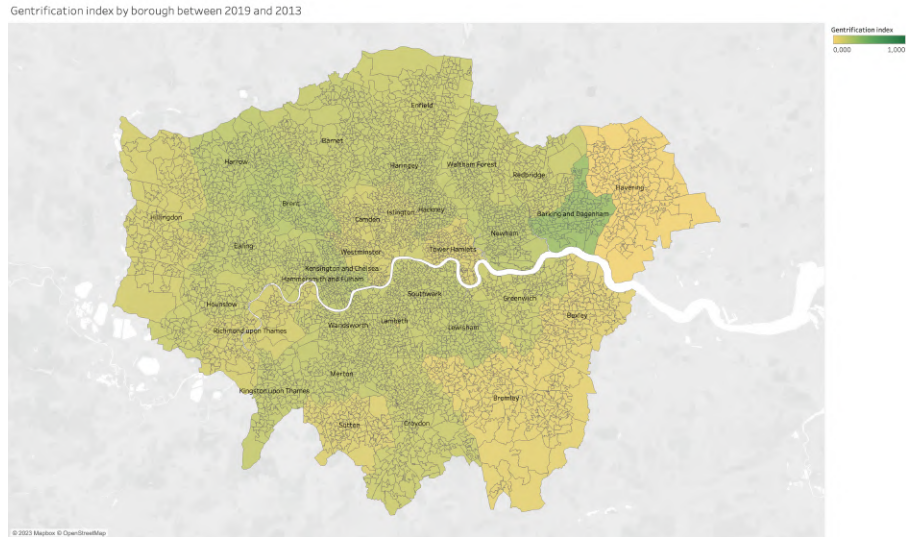 Gentrification index by borough between 2019 and 2013
Gentrification index
0,000 1,000
Enfield
Barnet
Harrow
Haringey
Waltham Forest
Redbridge
Havering
Hillingdon
Brent
Camden
Islington
Hackney
Barking and Dagenham
Newham
Ealing
Westminster
Tower Hamlets
Kensington and Chelsea
Hammersmith and Fulham
Hounslow
Southwark
Greenwich
Bexley
Richmond upon Thames
Wandsworth
Lambeth
Lewisham
Merton
Kingston upon Thames
Bromley
Sutton
Croydon
© 2023 Mapbox © OpenStreetMap